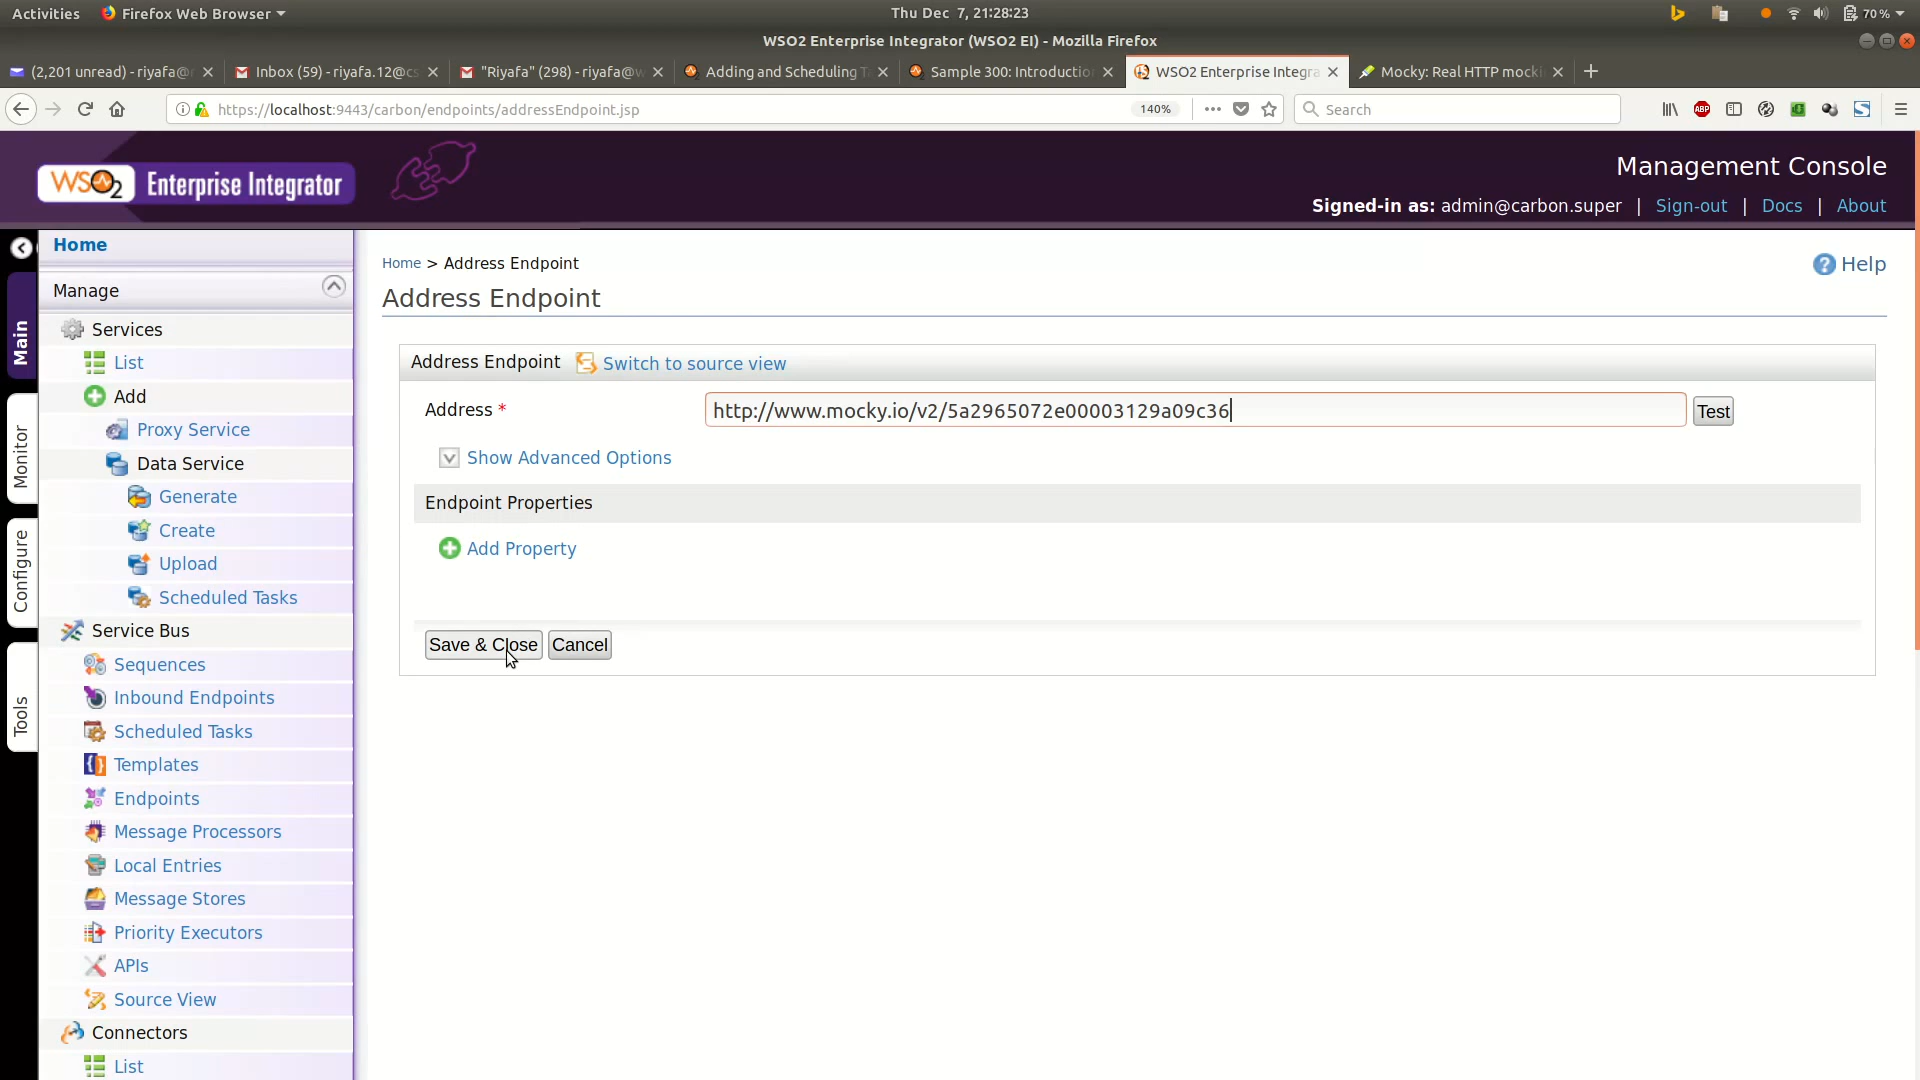 Activities Firefox Web Browser Thu Dec 7, 21:28:23 70 %
WSO2 Enterprise Integrator (WSO2 EI) - Mozilla Firefox
(2,201 unread) - riyafa@ Inbox (59) - riyafa.12@cs "Riyafa" (298) - riyafa@w Adding and Scheduling T Sample 300: Introductio WSO2 Enterprise Integra Mocky: Real HTTP mocki
https://localhost:9443/carbon/endpoints/addressEndpoint.jsp 140% Search ABP
WSO2 Enterprise Integrator
Management Console
Signed-in as: admin@carbon.super | Sign-out | Docs | About
Main
Monitor
Configure
Tools
Home
Manage
Services
List
Add
Proxy Service
Data Service
Generate
Create
Upload
Scheduled Tasks
Service Bus
Sequences
Inbound Endpoints
Scheduled Tasks
Templates
Endpoints
Message Processors
Local Entries
Message Stores
Priority Executors
APIs
Source View
Connectors
List
Home > Address Endpoint
Help
Address Endpoint
Address Endpoint Switch to source view
Address * http://www.mocky.io/v2/5a2965072e00003129a09c36 Test
Show Advanced Options
Endpoint Properties
Add Property
Save & Close Cancel